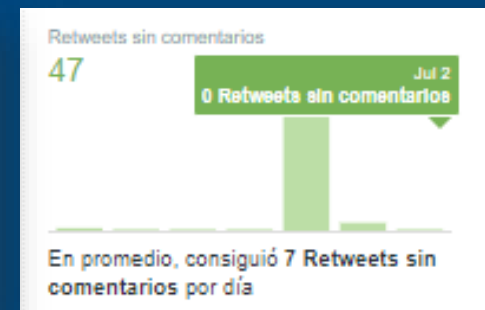 Retweets sin comentarios
47
Jul 2
0 Retweets sin comentarios
En promedio, consiguió 7 Retweets sin
comentarios por día